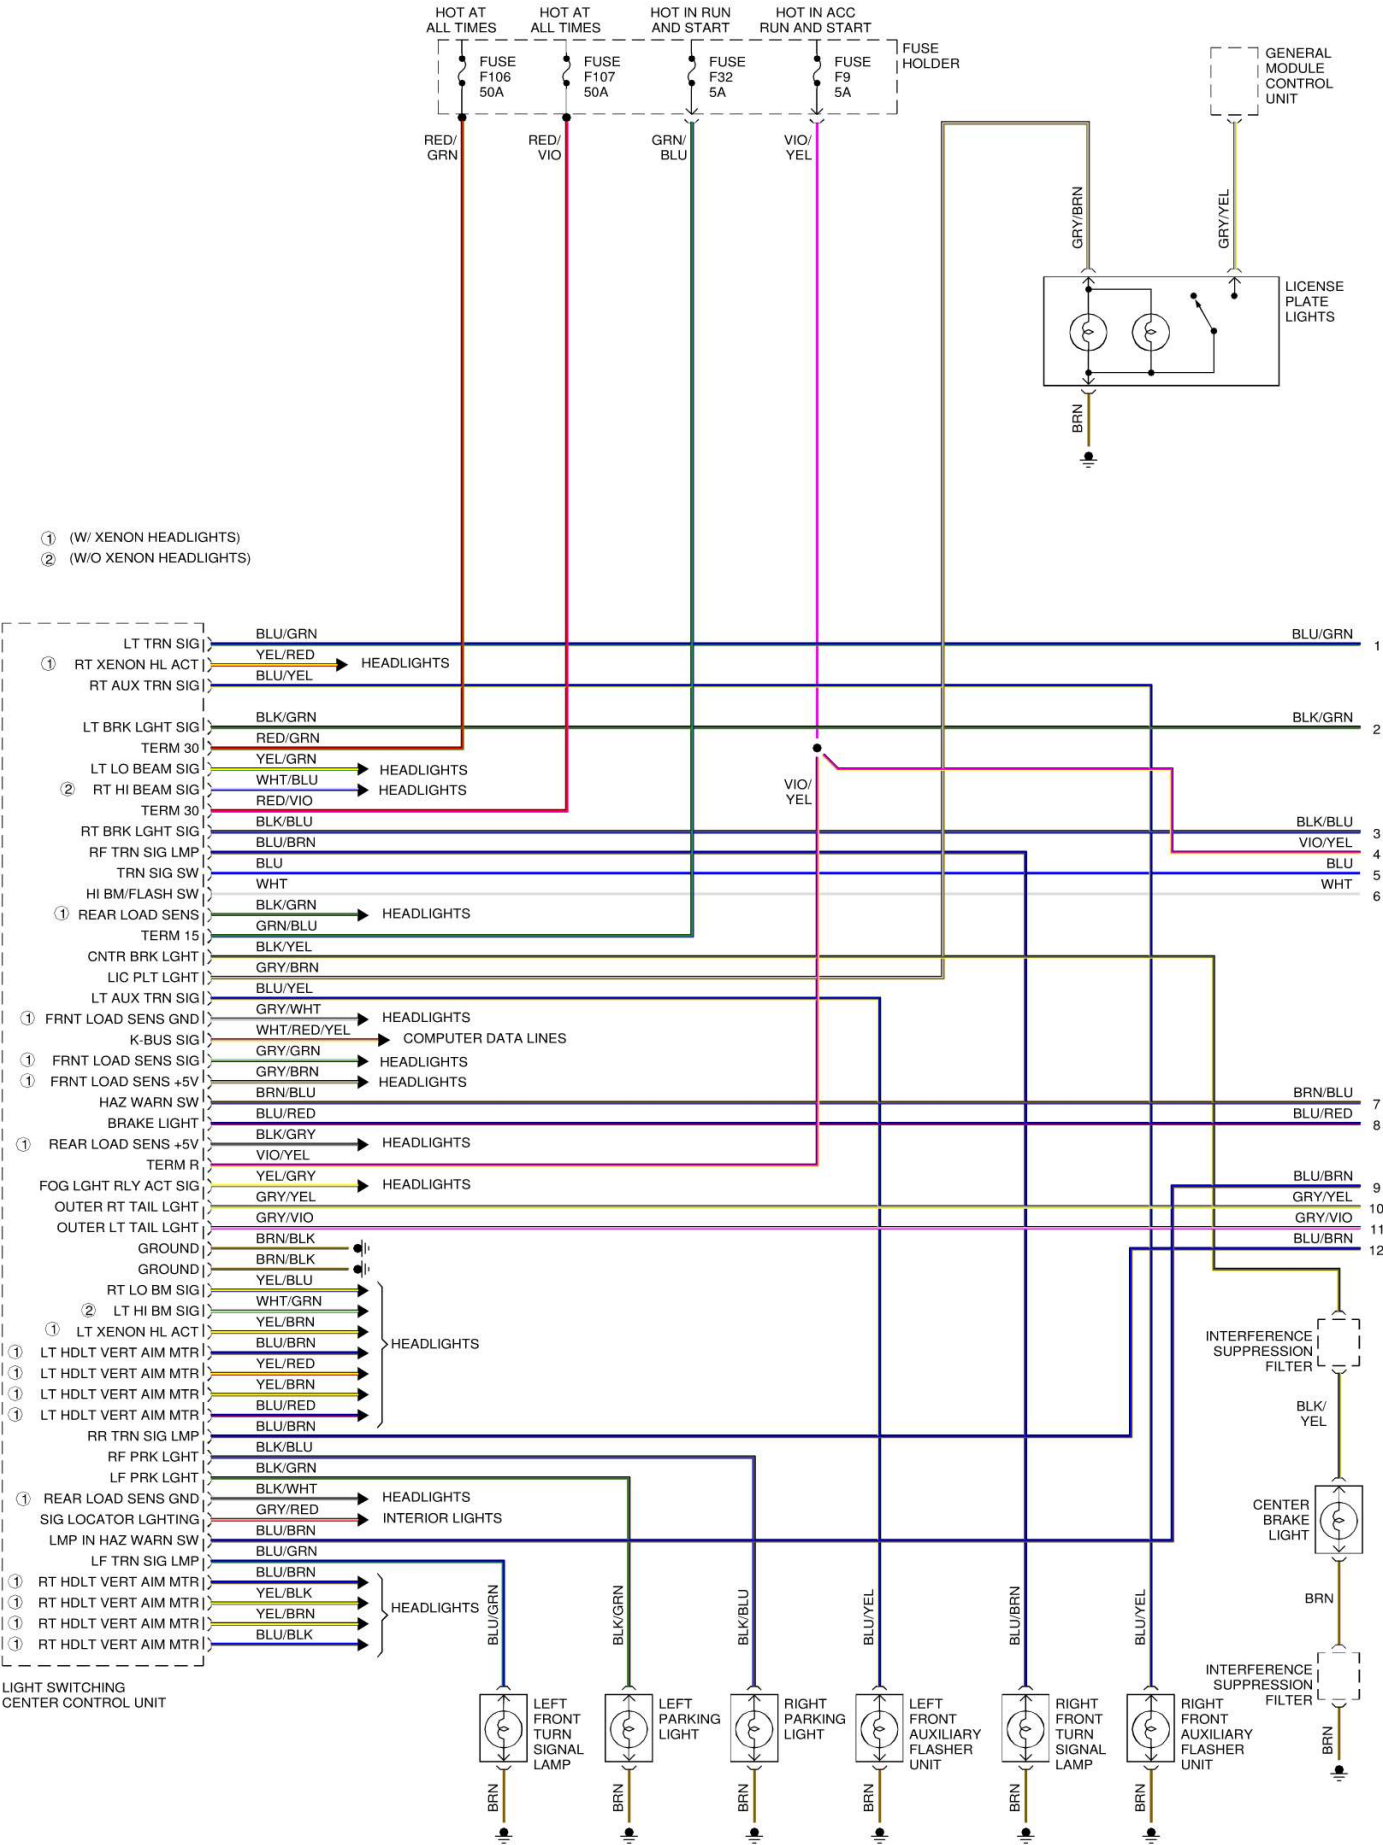 HOT AT
ALL TIMES
HOT AT
ALL TIMES
HOT IN RUN
AND START
HOT IN ACC
RUN AND START
FUSE
F106
50A
FUSE
F107
50A
FUSE
F32
5A
FUSE
F9
5A
FUSE
HOLDER
GENERAL
MODULE
CONTROL
UNIT
RED/
GRN
RED/
VIO
GRN/
BLU
VIO/
YEL
GRY/BRN
GRY/YEL
LICENSE
PLATE
LIGHTS
BRN
① (W/ XENON HEADLIGHTS)
② (W/O XENON HEADLIGHTS)
LT TRN SIG BLU/GRN BLU/GRN 1
① RT XENON HL ACT YEL/RED HEADLIGHTS
RT AUX TRN SIG BLU/YEL
LT BRK LGHT SIG BLK/GRN BLK/GRN 2
TERM 30 RED/GRN
LT LO BEAM SIG YEL/GRN HEADLIGHTS
② RT HI BEAM SIG WHT/BLU HEADLIGHTS
VIO/
YEL
TERM 30 RED/VIO
RT BRK LGHT SIG BLK/BLU BLK/BLU 3
RF TRN SIG LMP BLU/BRN VIO/YEL 4
TRN SIG SW BLU BLU 5
HI BM/FLASH SW WHT WHT 6
① REAR LOAD SENS BLK/GRN HEADLIGHTS
TERM 15 GRN/BLU
CNTR BRK LGHT BLK/YEL
LIC PLT LGHT GRY/BRN
LT AUX TRN SIG BLU/YEL
① FRNT LOAD SENS GND GRY/WHT HEADLIGHTS
K-BUS SIG WHT/RED/YEL COMPUTER DATA LINES
① FRNT LOAD SENS SIG GRY/GRN HEADLIGHTS
① FRNT LOAD SENS +5V GRY/BRN HEADLIGHTS
HAZ WARN SW BRN/BLU BRN/BLU 7
BRAKE LIGHT BLU/RED BLU/RED 8
① REAR LOAD SENS +5V BLK/GRY HEADLIGHTS
TERM R VIO/YEL
FOG LGHT RLY ACT SIG YEL/GRY HEADLIGHTS BLU/BRN 9
OUTER RT TAIL LGHT GRY/YEL GRY/YEL 10
OUTER LT TAIL LGHT GRY/VIO GRY/VIO 11
GROUND BRN/BLK BLU/BRN 12
GROUND BRN/BLK
RT LO BM SIG YEL/BLU
② LT HI BM SIG WHT/GRN
① LT XENON HL ACT YEL/BRN
HEADLIGHTS
① LT HDLT VERT AIM MTR BLU/BRN
① LT HDLT VERT AIM MTR YEL/RED
① LT HDLT VERT AIM MTR YEL/BRN
① LT HDLT VERT AIM MTR BLU/RED
RR TRN SIG LMP BLU/BRN
RF PRK LGHT BLK/BLU
LF PRK LGHT BLK/GRN
① REAR LOAD SENS GND BLK/WHT HEADLIGHTS
SIG LOCATOR LGHTING GRY/RED INTERIOR LIGHTS
LMP IN HAZ WARN SW BLU/BRN
LF TRN SIG LMP BLU/GRN
① RT HDLT VERT AIM MTR BLU/BRN
① RT HDLT VERT AIM MTR YEL/BLK
HEADLIGHTS
① RT HDLT VERT AIM MTR YEL/BRN
① RT HDLT VERT AIM MTR BLU/BLK
LIGHT SWITCHING
CENTER CONTROL UNIT
INTERFERENCE
SUPPRESSION
FILTER
BLK/
YEL
CENTER
BRAKE
LIGHT
BRN
INTERFERENCE
SUPPRESSION
FILTER
BRN
BLU/GRN
BLK/GRN
BLK/BLU
BLU/YEL
BLU/BRN
BLU/YEL
LEFT
FRONT
TURN
SIGNAL
LAMP
LEFT
PARKING
LIGHT
RIGHT
PARKING
LIGHT
LEFT
FRONT
AUXILIARY
FLASHER
UNIT
RIGHT
FRONT
TURN
SIGNAL
LAMP
RIGHT
FRONT
AUXILIARY
FLASHER
UNIT
BRN
BRN
BRN
BRN
BRN
BRN